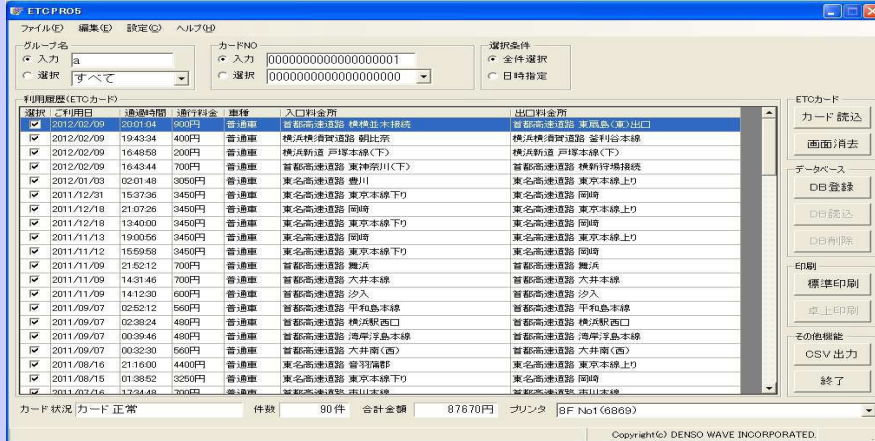 ETCPRO5
ファイル(F) 編集(E) 設定(C) ヘルプ(H)
グループ名 カードNO 選択条件
入力 a 入力 0000000000000000001 全件選択
選択 すべて 選択 0000000000000000000 日時指定
利用履歴(ETCカード) ETCカード
選択 ご利用日 通過時間 通行料金 車種 入口料金所 出口料金所
2012/02/09 20:01:04 900円 普通車 首都高速道路 横横並木接続 首都高速道路 東扇島(東)出口
2012/02/09 19:43:34 400円 普通車 横浜横須賀道路 朝比奈 横浜横須賀道路 釜利谷本線
2012/02/09 16:48:58 200円 普通車 横浜新道 戸塚本線(下) 横浜新道 戸塚本線(下)
2012/02/09 16:43:44 700円 普通車 首都高速道路 東神奈川(下) 首都高速道路 横新狩場接続
2012/01/03 02:01:48 3050円 普通車 東名高速道路 豊川 東名高速道路 東京本線上り
2011/12/31 15:37:36 3450円 普通車 東名高速道路 東京本線下り 東名高速道路 岡崎
2011/12/18 21:07:26 3450円 普通車 東名高速道路 岡崎 東名高速道路 東京本線上り
2011/12/18 13:40:00 3450円 普通車 東名高速道路 東京本線下り 東名高速道路 岡崎
2011/11/13 19:00:56 3450円 普通車 東名高速道路 岡崎 東名高速道路 東京本線上り
2011/11/12 15:59:58 3450円 普通車 東名高速道路 東京本線下り 東名高速道路 岡崎
2011/11/09 21:52:12 700円 普通車 首都高速道路 舞浜 首都高速道路 舞浜
2011/11/09 14:31:46 700円 普通車 首都高速道路 大井本線 首都高速道路 大井本線
2011/11/09 14:12:30 600円 普通車 首都高速道路 汐入 首都高速道路 汐入
2011/09/07 02:52:12 560円 普通車 首都高速道路 平和島本線 首都高速道路 平和島本線
2011/09/07 02:38:24 480円 普通車 首都高速道路 横浜駅西口 首都高速道路 横浜駅西口
2011/09/07 00:39:46 480円 普通車 首都高速道路 湾岸浮島本線 首都高速道路 湾岸浮島本線
2011/09/07 00:32:30 560円 普通車 首都高速道路 大井南(西) 首都高速道路 大井南(西)
2011/08/16 21:16:00 4400円 普通車 東名高速道路 音羽蒲郡 東名高速道路 東京本線上り
2011/08/15 01:38:52 3250円 普通車 東名高速道路 東京本線下り 東名高速道路 岡崎
2011/07/16 17:34:48 700円 普通車 首都高速道路 市川本線 首都高速道路 市川本線
カード読込
画面消去
データベース
DB登録
DB読込
DB削除
印刷
標準印刷
卓上印刷
その他機能
CSV出力
終了
カード状況 カード正常 件数 90件 合計金額 87670円 プリンタ 8F No1(6869)
Copyright(c) DENSO WAVE INCORPORATED.